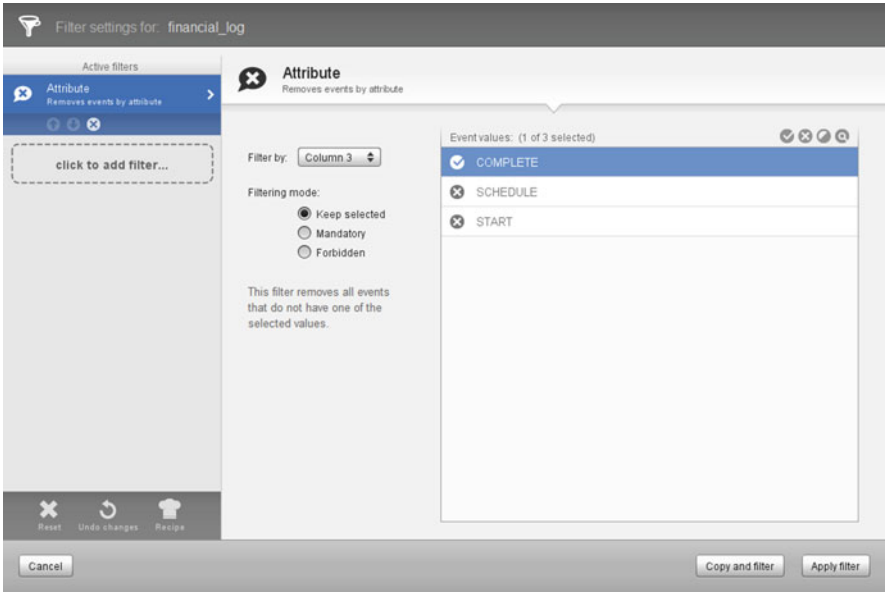 Filter settings for: financial_log
Active filters
Attribute
Removes events by attribute
click to add filter...
Reset Undo changes Recipe
Attribute
Removes events by attribute
Filter by: Column 3
Filtering mode:
Keep selected
Mandatory
Forbidden
This filter removes all events
that do not have one of the
selected values.
Event values: (1 of 3 selected)
COMPLETE
SCHEDULE
START
Cancel
Copy and filter
Apply filter